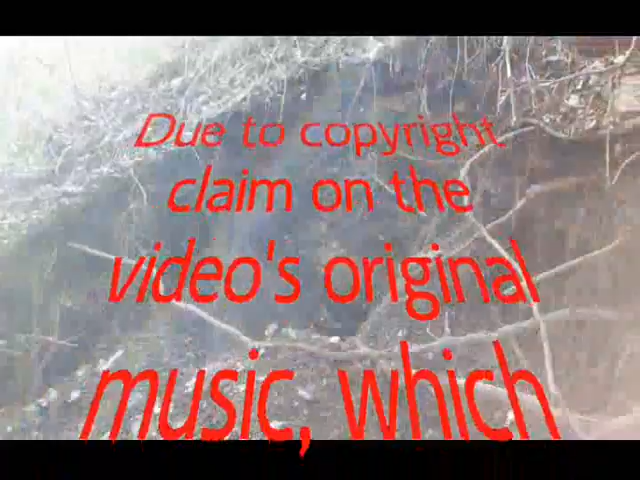 Due to copyright
claim on the
video's original
music, which